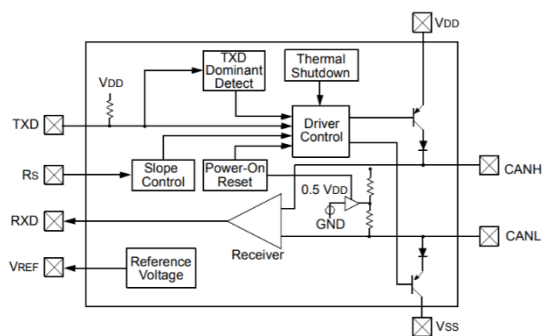 VDD
TXD
Dominant
Detect
Thermal
Shutdown
VDD
TXD
Driver
Control
RS
Slope
Control
Power-On
Reset
0.5 VDD
CANH
RXD
GND
CANL
Receiver
VREF
Reference
Voltage
VSS